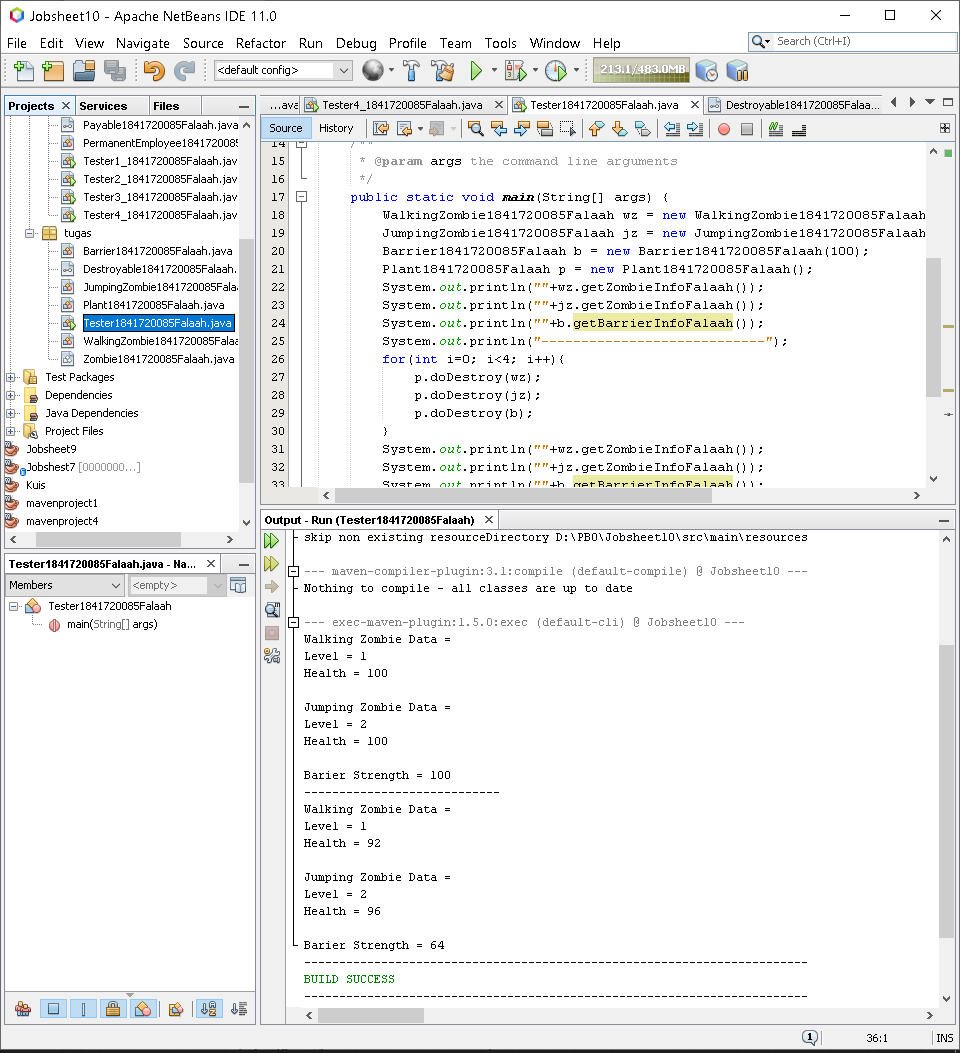 Jobsheet10 - Apache NetBeans IDE 11.0
File Edit View Navigate Source Refactor Run Debug Profile Team Tools Window Help
Search (Ctrl+I)
<default config>
213.1/483.0MB
Projects Services Files
Payable1841720085Falaah.java
PermanentEmployee1841720085
Tester1_1841720085Falaah.jav
Tester2_1841720085Falaah.jav
Tester3_1841720085Falaah.jav
Tester4_1841720085Falaah.jav
tugas
Barrier1841720085Falaah.java
Destroyable1841720085Falaah.
JumpingZombie1841720085Fala
Plant1841720085Falaah.java
Tester1841720085Falaah.java
WalkingZombie1841720085Falaa
Zombie1841720085Falaah.java
Test Packages
Dependencies
Java Dependencies
Project Files
Jobsheet9
Jobshest7 [0000000...]
Kuis
mavenproject1
mavenproject4
Tester1841720085Falaah.java - Na...
Members <empty>
Tester1841720085Falaah
main(String[] args)
...ava Tester4_1841720085Falaah.java Tester1841720085Falaah.java Destroyable1841720085Falaa...
Source History
14 /**
15 * @param args the command line arguments
16 */
17 public static void main(String[] args) {
18 WalkingZombie1841720085Falaah wz = new WalkingZombie1841720085Falaah
19 JumpingZombie1841720085Falaah jz = new JumpingZombie1841720085Falaah
20 Barrier1841720085Falaah b = new Barrier1841720085Falaah(100);
21 Plant1841720085Falaah p = new Plant1841720085Falaah();
22 System.out.println(""+wz.getZombieInfoFalaah());
23 System.out.println(""+jz.getZombieInfoFalaah());
24 System.out.println(""+b.getBarrierInfoFalaah());
25 System.out.println("----------------------------");
26 for(int i=0; i<4; i++){
27 p.doDestroy(wz);
28 p.doDestroy(jz);
29 p.doDestroy(b);
30 }
31 System.out.println(""+wz.getZombieInfoFalaah());
32 System.out.println(""+jz.getZombieInfoFalaah());
33 System.out.println(""+b.getBarrierInfoFalaah());
Output - Run (Tester1841720085Falaah)
skip non existing resourceDirectory D:\PBO\Jobsheet10\src\main\resources
--- maven-compiler-plugin:3.1:compile (default-compile) @ Jobsheet10 ---
Nothing to compile - all classes are up to date
--- exec-maven-plugin:1.5.0:exec (default-cli) @ Jobsheet10 ---
Walking Zombie Data =
Level = 1
Health = 100
Jumping Zombie Data =
Level = 2
Health = 100
Barier Strength = 100
----------------------------
Walking Zombie Data =
Level = 1
Health = 92
Jumping Zombie Data =
Level = 2
Health = 96
Barier Strength = 64
------------------------------------------------------------------------
BUILD SUCCESS
------------------------------------------------------------------------
1 36:1 INS